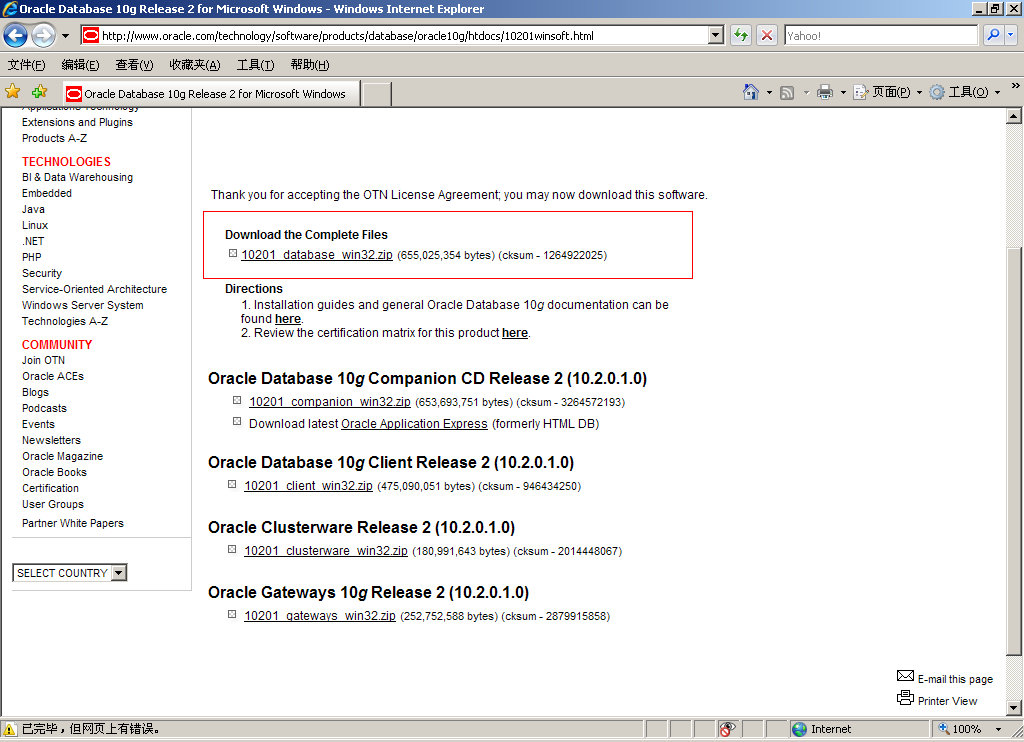 Oracle Database 10g Release 2 for Microsoft Windows - Windows Internet Explorer
http://www.oracle.com/technology/software/products/database/oracle10g/htdocs/10201winsoft.html
Yahoo!
文件(F) 编辑(E) 查看(V) 收藏夹(A) 工具(T) 帮助(H)
Oracle Database 10g Release 2 for Microsoft Windows
页面(P) 工具(O) »
Applications Technology
Extensions and Plugins
Products A-Z
TECHNOLOGIES
BI & Data Warehousing
Embedded
Java
Linux
.NET
PHP
Security
Service-Oriented Architecture
Windows Server System
Technologies A-Z
COMMUNITY
Join OTN
Oracle ACEs
Blogs
Podcasts
Events
Newsletters
Oracle Magazine
Oracle Books
Certification
User Groups
Partner White Papers
SELECT COUNTRY
Thank you for accepting the OTN License Agreement; you may now download this software.
Download the Complete Files
10201_database_win32.zip (655,025,354 bytes) (cksum - 1264922025)
Directions
1. Installation guides and general Oracle Database 10g documentation can be
found here.
2. Review the certification matrix for this product here.
Oracle Database 10g Companion CD Release 2 (10.2.0.1.0)
10201_companion_win32.zip (653,693,751 bytes) (cksum - 3264572193)
Download latest Oracle Application Express (formerly HTML DB)
Oracle Database 10g Client Release 2 (10.2.0.1.0)
10201_client_win32.zip (475,090,051 bytes) (cksum - 946434250)
Oracle Clusterware Release 2 (10.2.0.1.0)
10201_clusterware_win32.zip (180,991,643 bytes) (cksum - 2014448067)
Oracle Gateways 10g Release 2 (10.2.0.1.0)
10201_gateways_win32.zip (252,752,588 bytes) (cksum - 2879915858)
E-mail this page
Printer View
已完毕，但网页上有错误。
Internet
100%